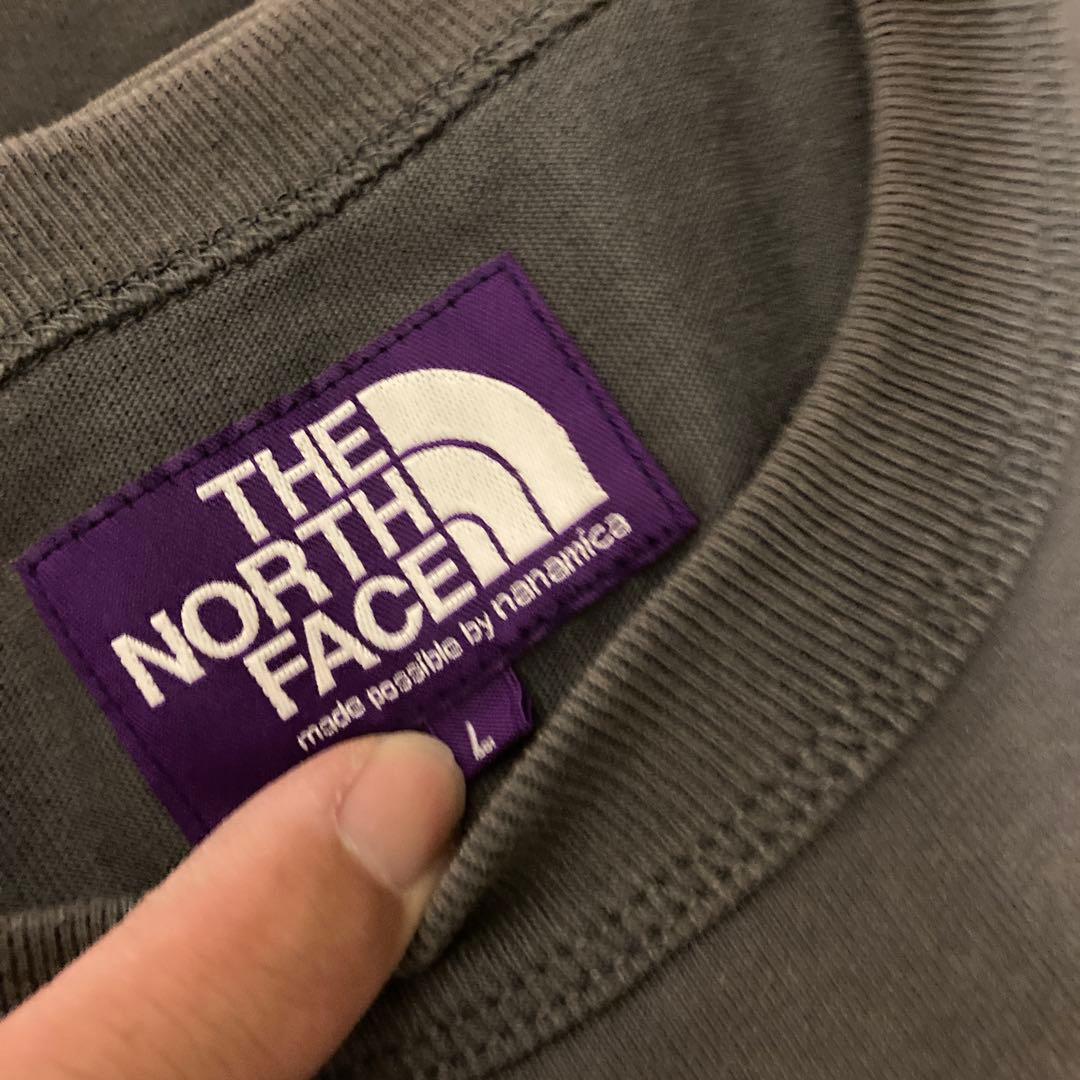 THE
NORTH
FACE
made possible by nanamica
L